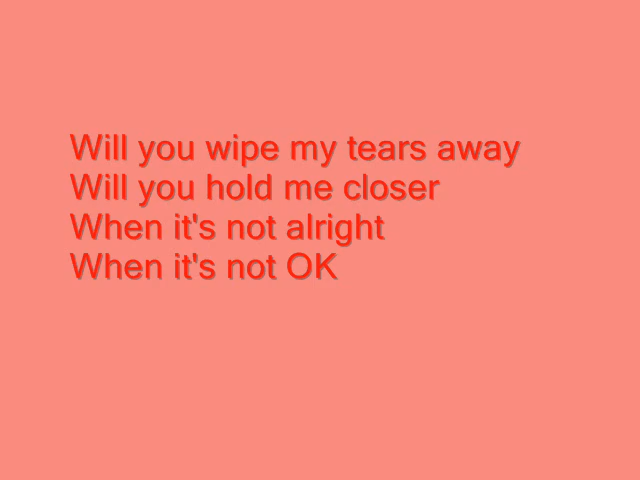 Will you wipe my tears away
Will you hold me closer
When it's not alright
When it's not OK